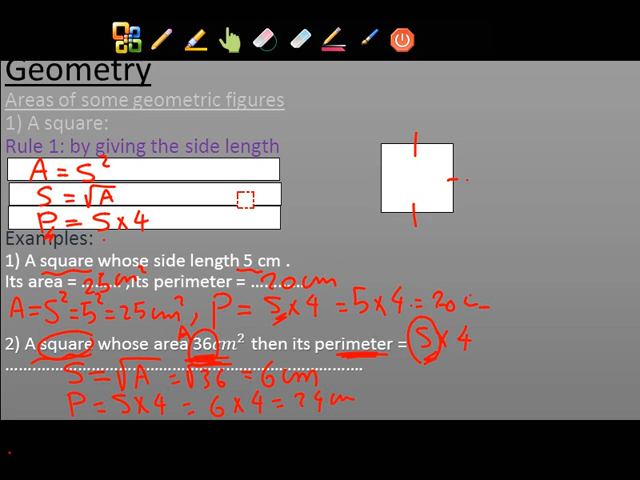 Geometry
Areas of some geometric figures
1) A square:
Rule 1: by giving the side length
A = S²
S = √A
P = S × 4
Examples:
1) A square whose side length 5 cm .
25 cm² 20 cm
Its area = ..........,its perimeter = ............
A = S² = 5² = 25 cm² , P = S × 4 = 5 × 4 = 20 c
A
2) A square whose area 36cm² then its perimeter = S × 4
S = √A = √36 = 6 cm
P = S × 4 = 6 × 4 = 24 cm